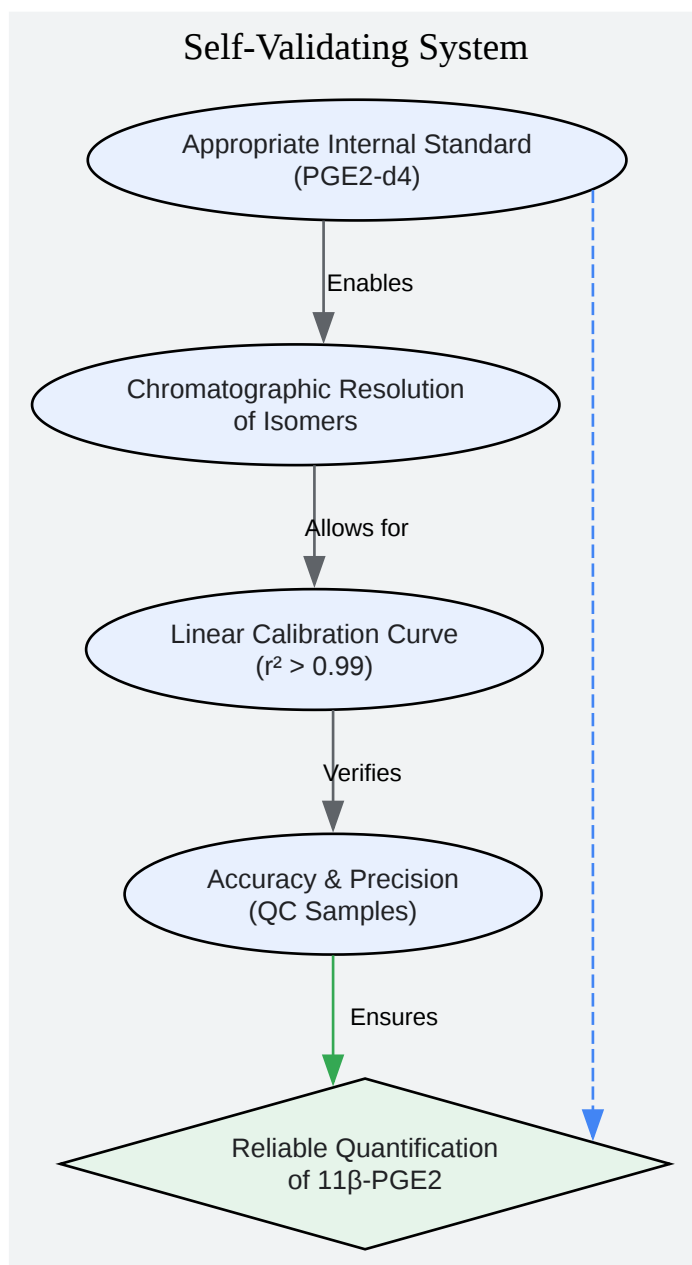 Self-Validating System
Appropriate Internal Standard
(PGE2-d4)
Enables
Chromatographic Resolution
of Isomers
Allows for
Linear Calibration Curve
(r² > 0.99)
Verifies
Accuracy & Precision
(QC Samples)
Ensures
Reliable Quantification
of 11β-PGE2